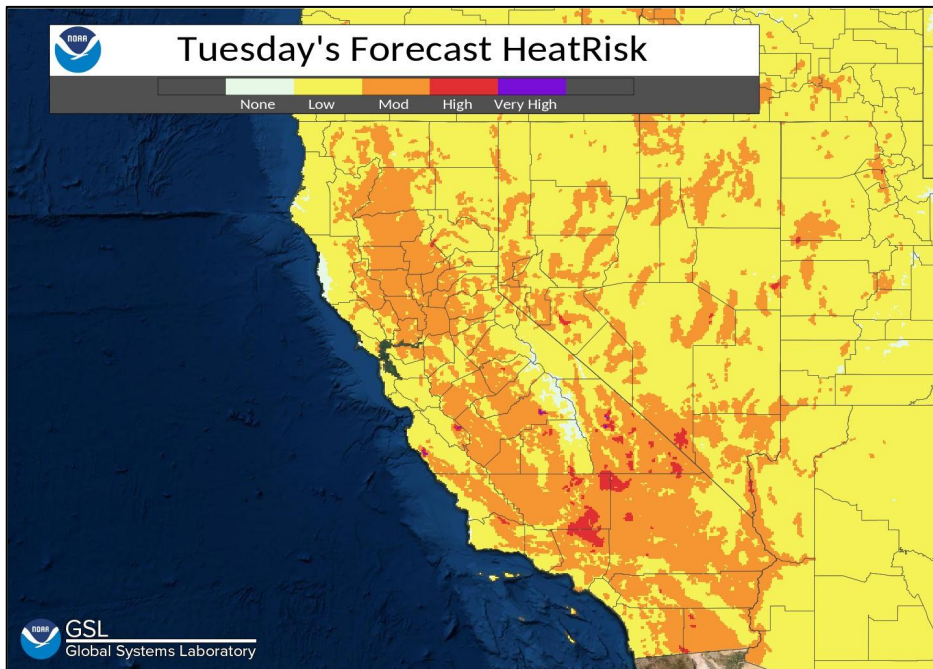 NOAA
Tuesday's Forecast HeatRisk
None Low Mod High Very High
NOAA
GSL
Global Systems Laboratory